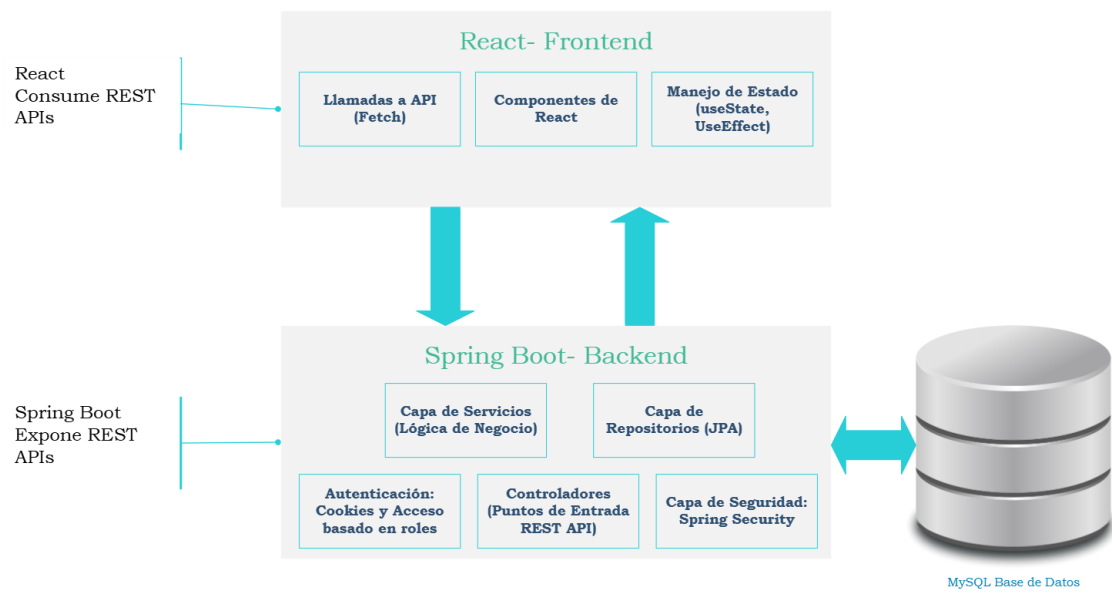 React- Frontend
React
Consume REST
APIs
Llamadas a API
(Fetch)
Componentes de
React
Manejo de Estado
(useState,
UseEffect)
Spring Boot- Backend
Spring Boot
Expone REST
APIs
Capa de Servicios
(Lógica de Negocio)
Capa de
Repositorios (JPA)
Autenticación:
Cookies y Acceso
basado en roles
Controladores
(Puntos de Entrada
REST API)
Capa de Seguridad:
Spring Security
MySQL Base de Datos